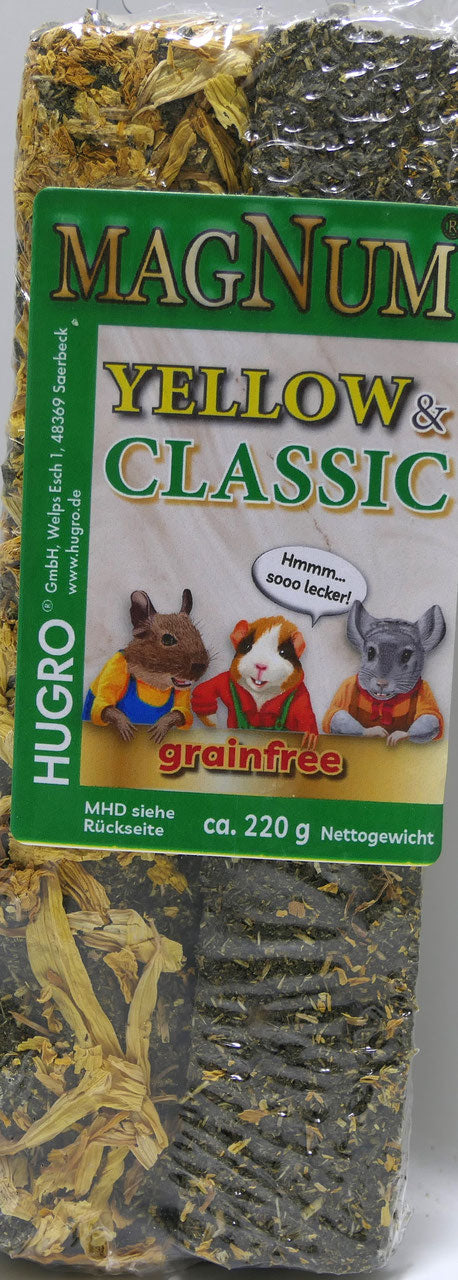 MAGNUM ®
YELLOW &
CLASSIC
Hmmm...
sooo lecker!
grainfree
HUGRO ® GmbH, Welps Esch 1, 48369 Saerbeck
www.hugro.de
MHD siehe
Rückseite
ca. 220 g Nettogewicht